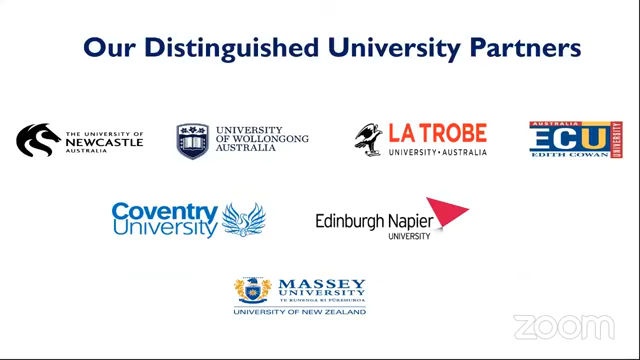 Our Distinguished University Partners
THE UNIVERSITY OF
NEWCASTLE
AUSTRALIA
UNIVERSITY
OF WOLLONGONG
AUSTRALIA
LA TROBE
UNIVERSITY • AUSTRALIA
AUSTRALIA
ECU
EDITH COWAN
UNIVERSITY
Coventry
University
Edinburgh Napier
UNIVERSITY
MASSEY
UNIVERSITY
TE KUNENGA KI PŪREHUROA
UNIVERSITY OF NEW ZEALAND
zoom